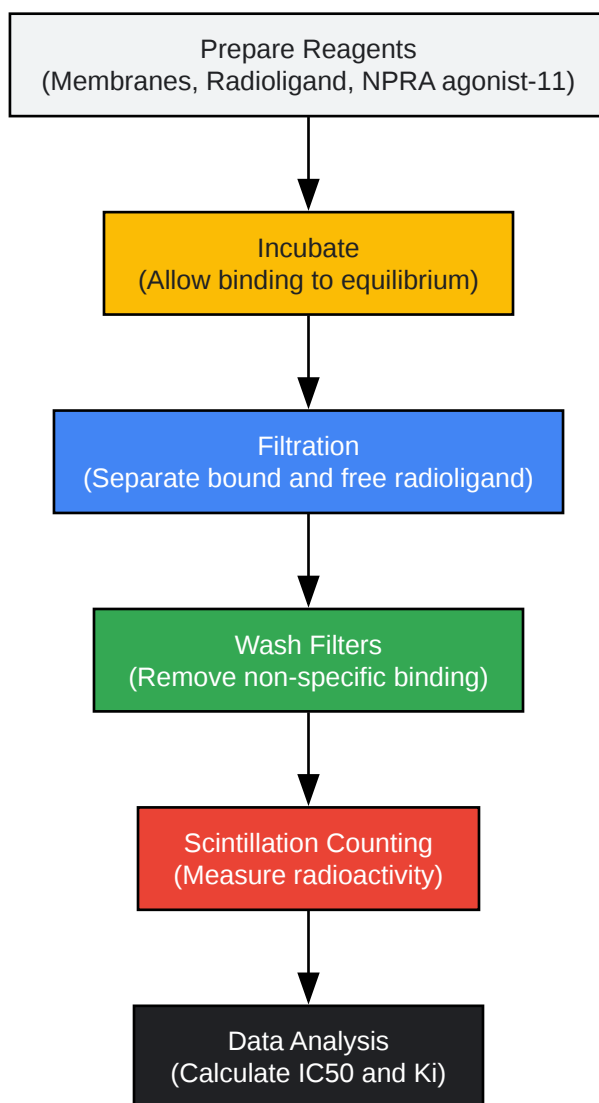 Prepare Reagents
(Membranes, Radioligand, NPRA agonist-11)
Incubate
(Allow binding to equilibrium)
Filtration
(Separate bound and free radioligand)
Wash Filters
(Remove non-specific binding)
Scintillation Counting
(Measure radioactivity)
Data Analysis
(Calculate IC50 and Ki)